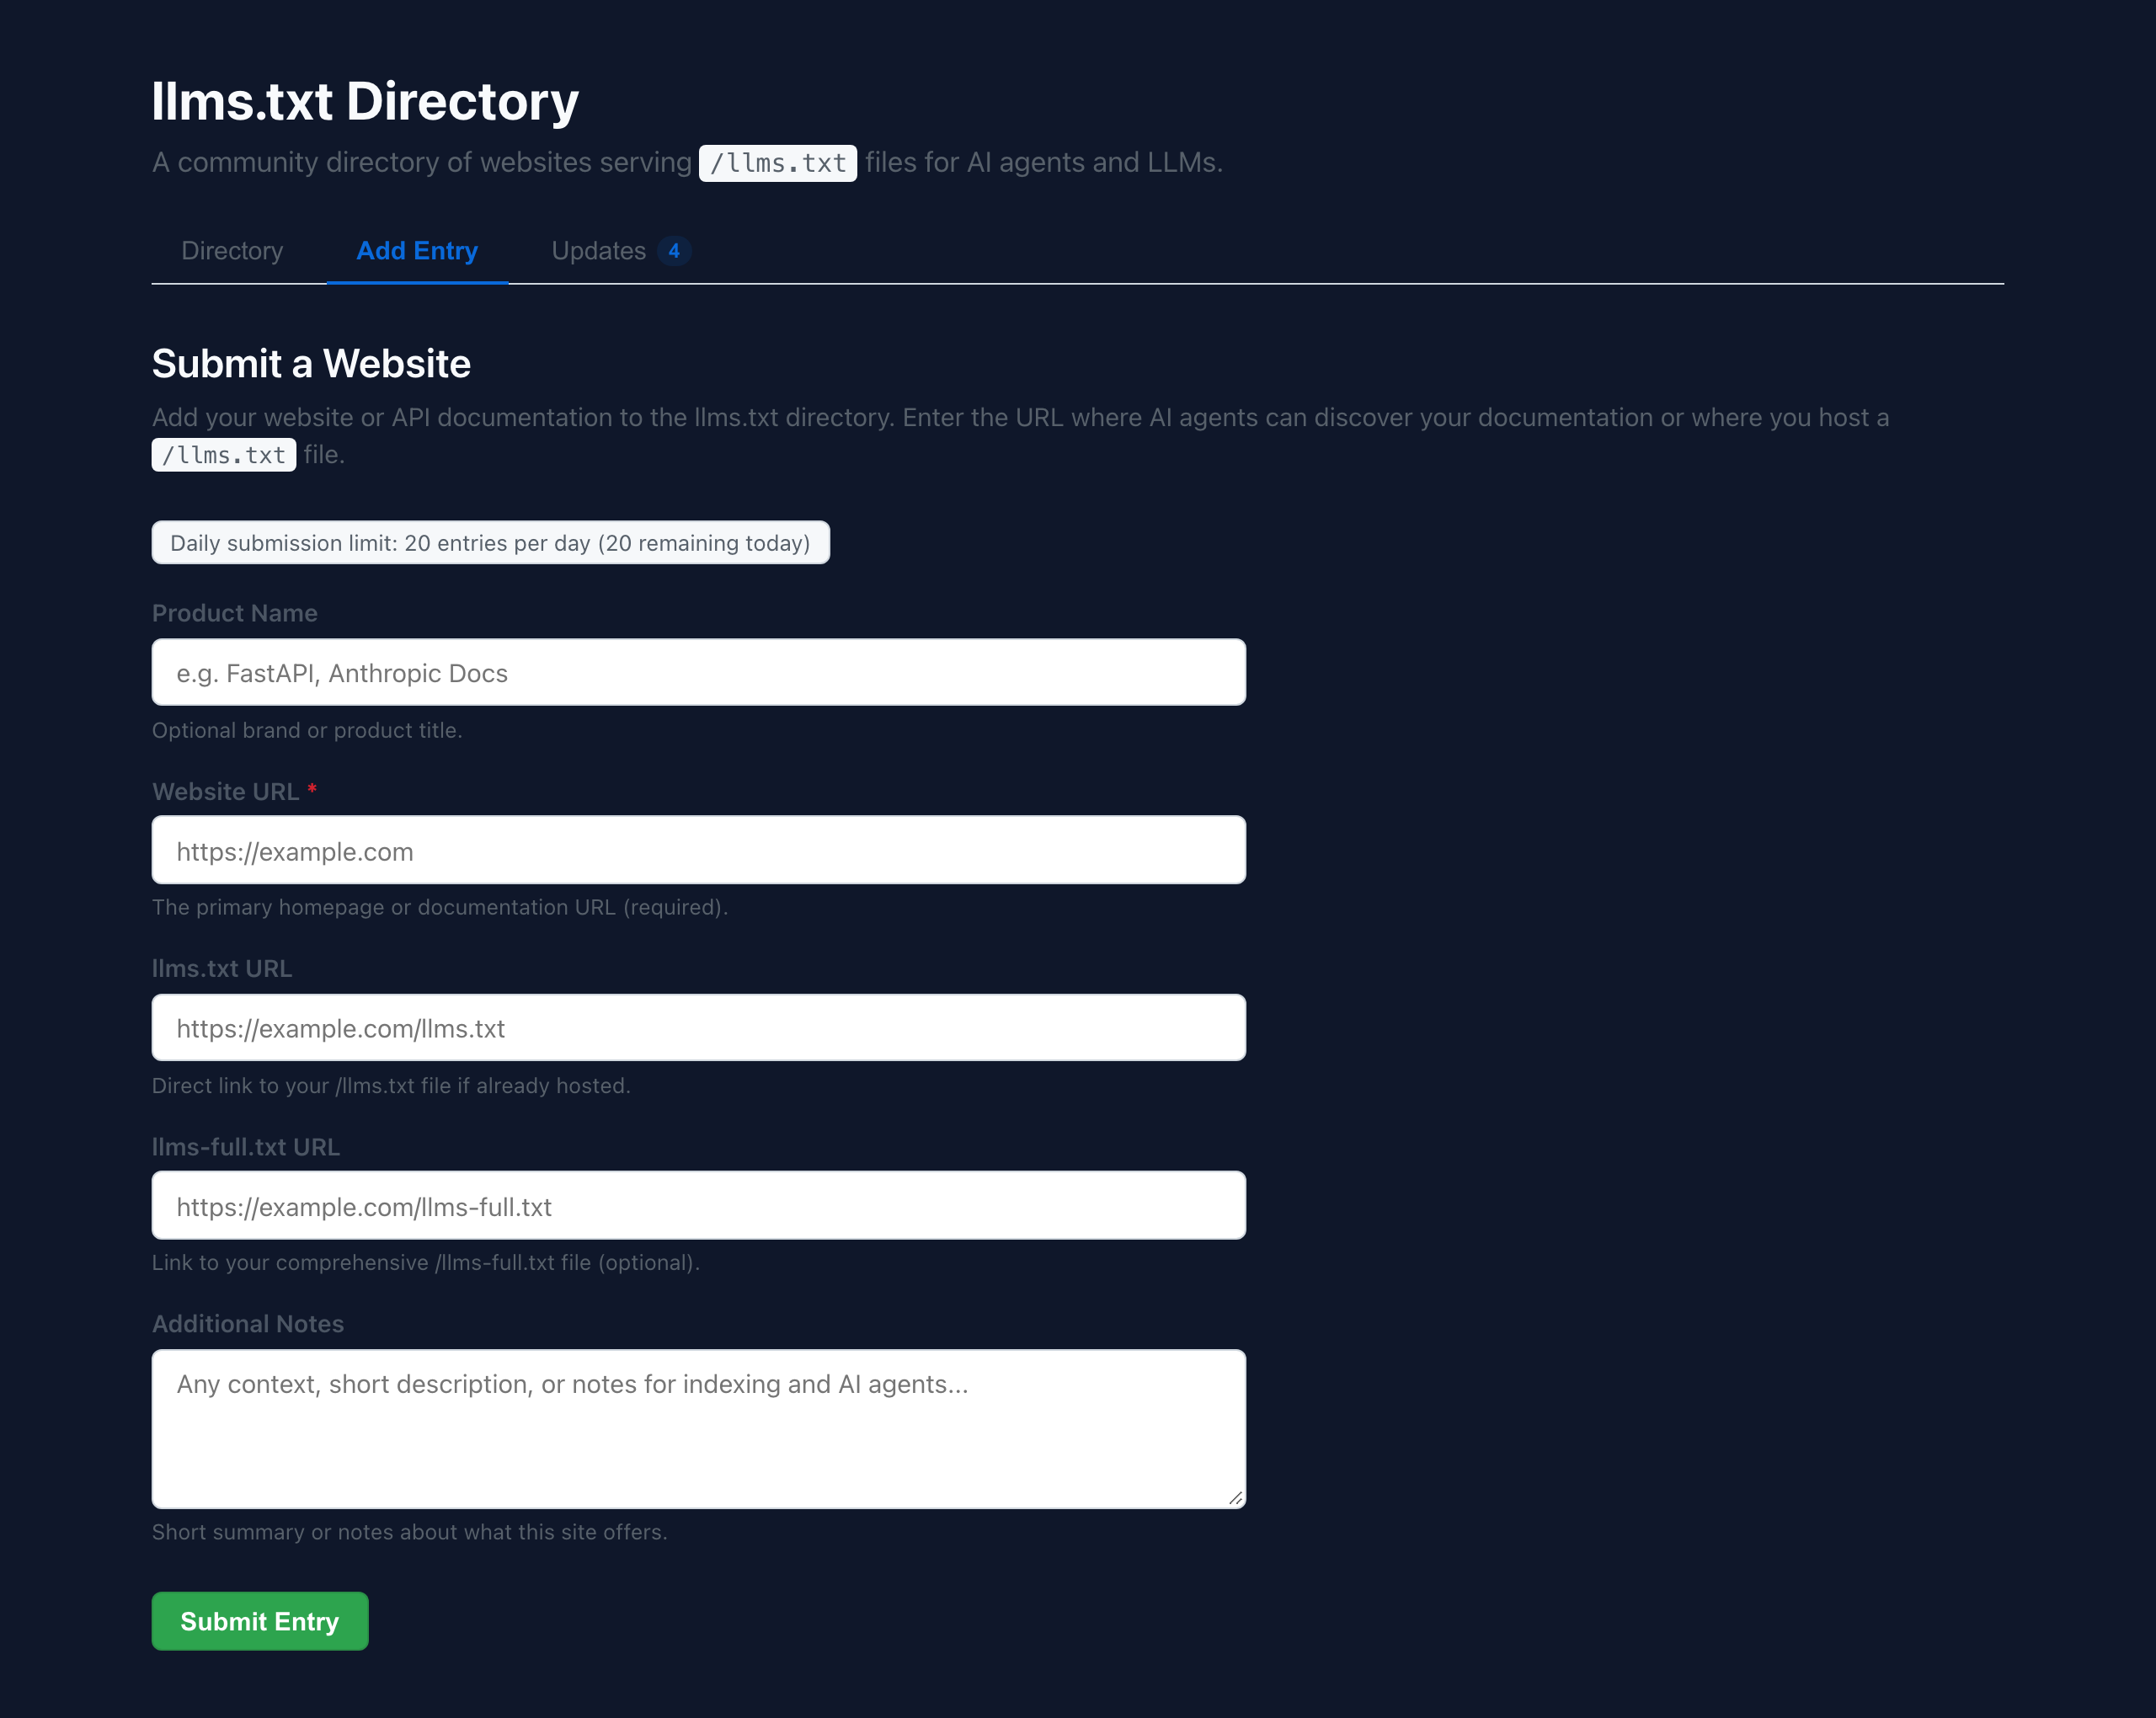 llms.txt Directory
A community directory of websites serving /llms.txt files for AI agents and LLMs.
Directory Add Entry Updates 4
Submit a Website
Add your website or API documentation to the llms.txt directory. Enter the URL where AI agents can discover your documentation or where you host a
/llms.txt file.
Daily submission limit: 20 entries per day (20 remaining today)
Product Name
e.g. FastAPI, Anthropic Docs
Optional brand or product title.
Website URL *
https://example.com
The primary homepage or documentation URL (required).
llms.txt URL
https://example.com/llms.txt
Direct link to your /llms.txt file if already hosted.
llms-full.txt URL
https://example.com/llms-full.txt
Link to your comprehensive /llms-full.txt file (optional).
Additional Notes
Any context, short description, or notes for indexing and AI agents...
Short summary or notes about what this site offers.
Submit Entry